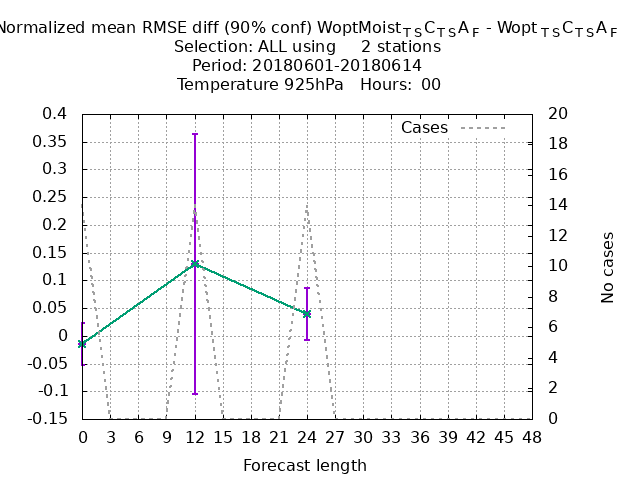 Normalized mean RMSE diff (90% conf) WoptMoist_TSC_TSA_F - Wopt_TSC_TSA_F
Selection: ALL using 2 stations
Period: 20180601-20180614
Temperature 925hPa Hours: 00
Cases
0.4
0.35
0.3
0.25
0.2
0.15
0.1
0.05
0
-0.05
-0.1
-0.15
20
18
16
14
12
10
8
6
4
2
0
No cases
0 3 6 9 12 15 18 21 24 27 30 33 36 39 42 45 48
Forecast length